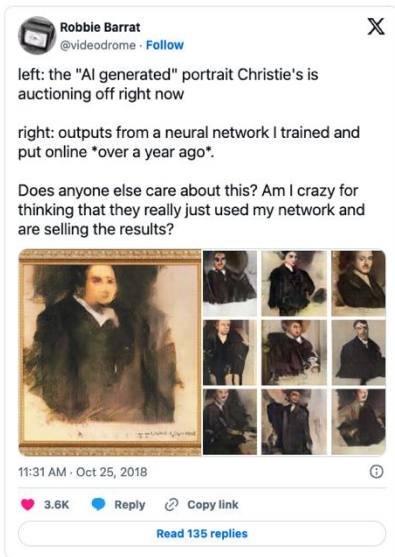 Robbie Barrat
@videodrome · Follow
left: the "AI generated" portrait Christie's is
auctioning off right now
right: outputs from a neural network I trained and
put online *over a year ago*.
Does anyone else care about this? Am I crazy for
thinking that they really just used my network and
are selling the results?
11:31 AM · Oct 25, 2018
3.6K Reply Copy link
Read 135 replies